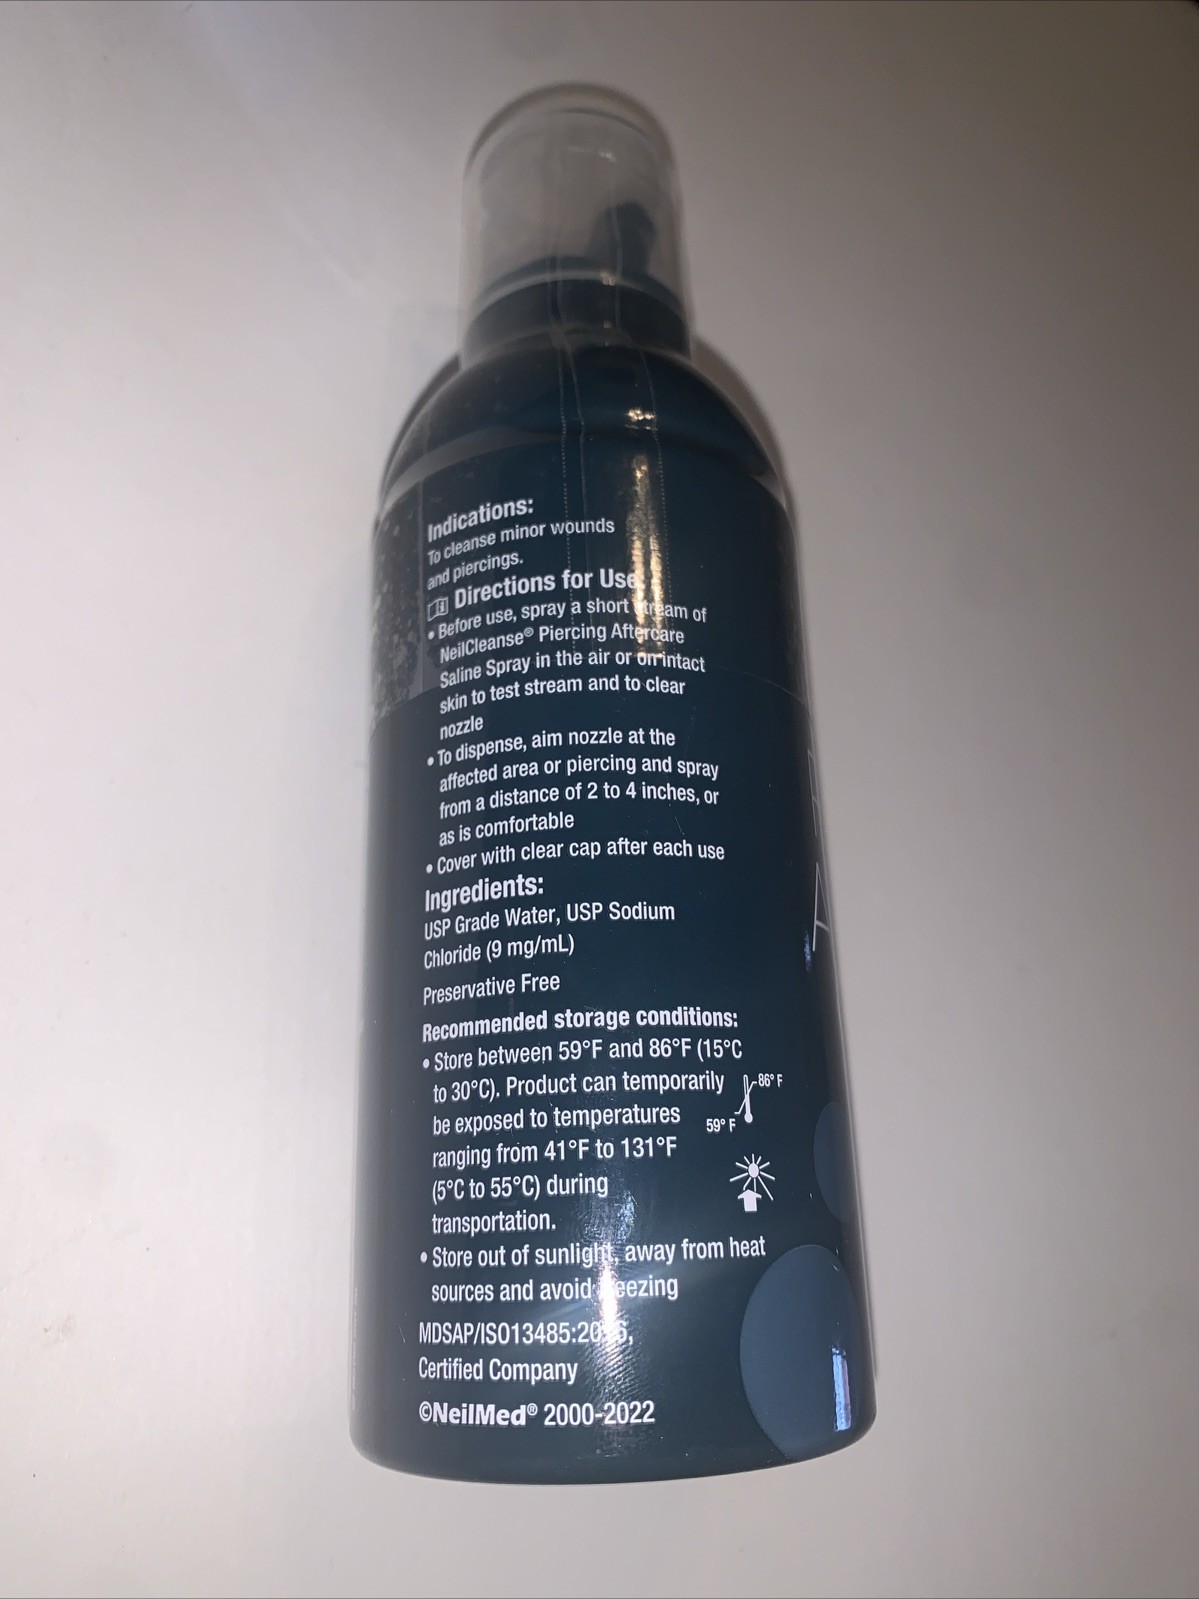 Indications:
To cleanse minor wounds
and piercings.
Directions for Use:
• Before use, spray a short stream of
NeilCleanse® Piercing Aftercare
Saline Spray in the air or on intact
skin to test stream and to clear
nozzle
• To dispense, aim nozzle at the
affected area or piercing and spray
from a distance of 2 to 4 inches, or
as is comfortable
• Cover with clear cap after each use
Ingredients:
USP Grade Water, USP Sodium
Chloride (9 mg/mL)
Preservative Free
Recommended storage conditions:
• Store between 59°F and 86°F (15°C
to 30°C). Product can temporarily
be exposed to temperatures
ranging from 41°F to 131°F
(5°C to 55°C) during
transportation.
86° F
59° F
• Store out of sunlight, away from heat
sources and avoid freezing
MDSAP/ISO13485:2016,
Certified Company
©NeilMed® 2000-2022